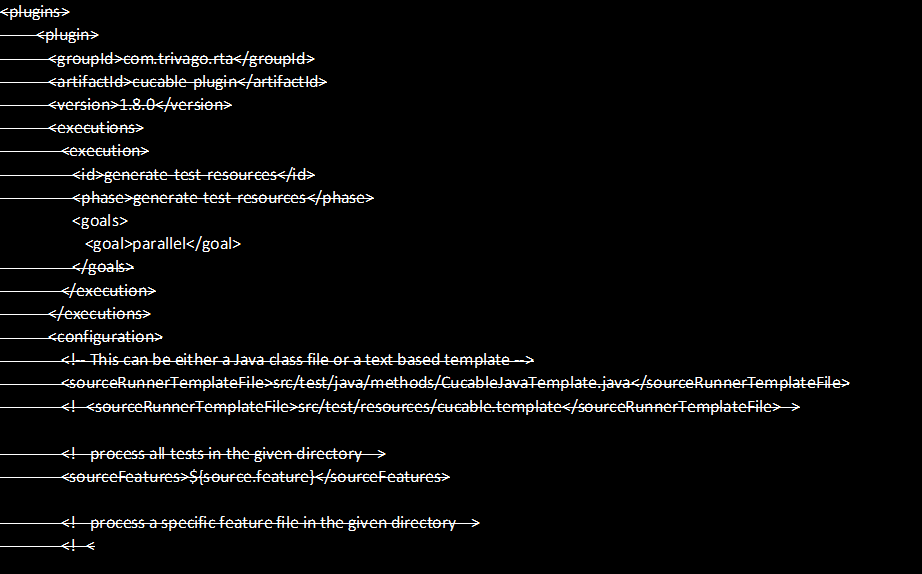 <plugins>
<plugin>
<groupId>com.trivago.rta</groupId>
<artifactId>cucable-plugin</artifactId>
<version>1.8.0</version>
<executions>
<execution>
<id>generate-test-resources</id>
<phase>generate-test-resources</phase>
<goals>
<goal>parallel</goal>
</goals>
</execution>
</executions>
<configuration>
<!-- This can be either a Java class file or a text based template -->
<sourceRunnerTemplateFile>src/test/java/methods/CucableJavaTemplate.java</sourceRunnerTemplateFile>
<!--<sourceRunnerTemplateFile>src/test/resources/cucable.template</sourceRunnerTemplateFile>-->
<!-- process all tests in the given directory -->
<sourceFeatures>${source.feature}</sourceFeatures>
<!-- process a specific feature file in the given directory -->
<!--<